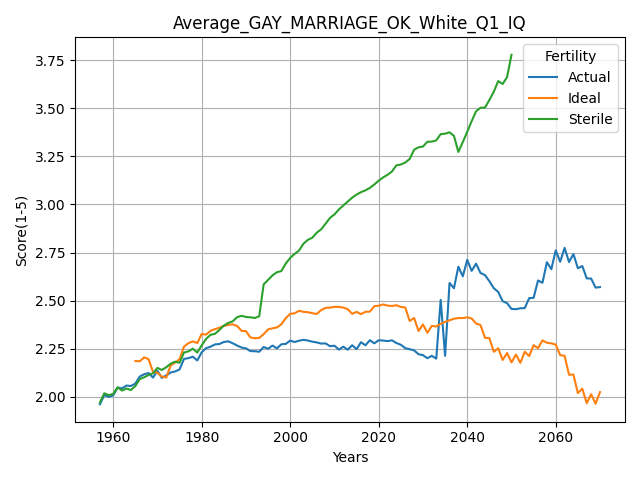 Average_GAY_MARRIAGE_OK_White_Q1_IQ
Fertility
Actual
Ideal
Sterile
Score(1-5)
3.75
3.50
3.25
3.00
2.75
2.50
2.25
2.00
1960
1980
2000
2020
2040
2060
Years